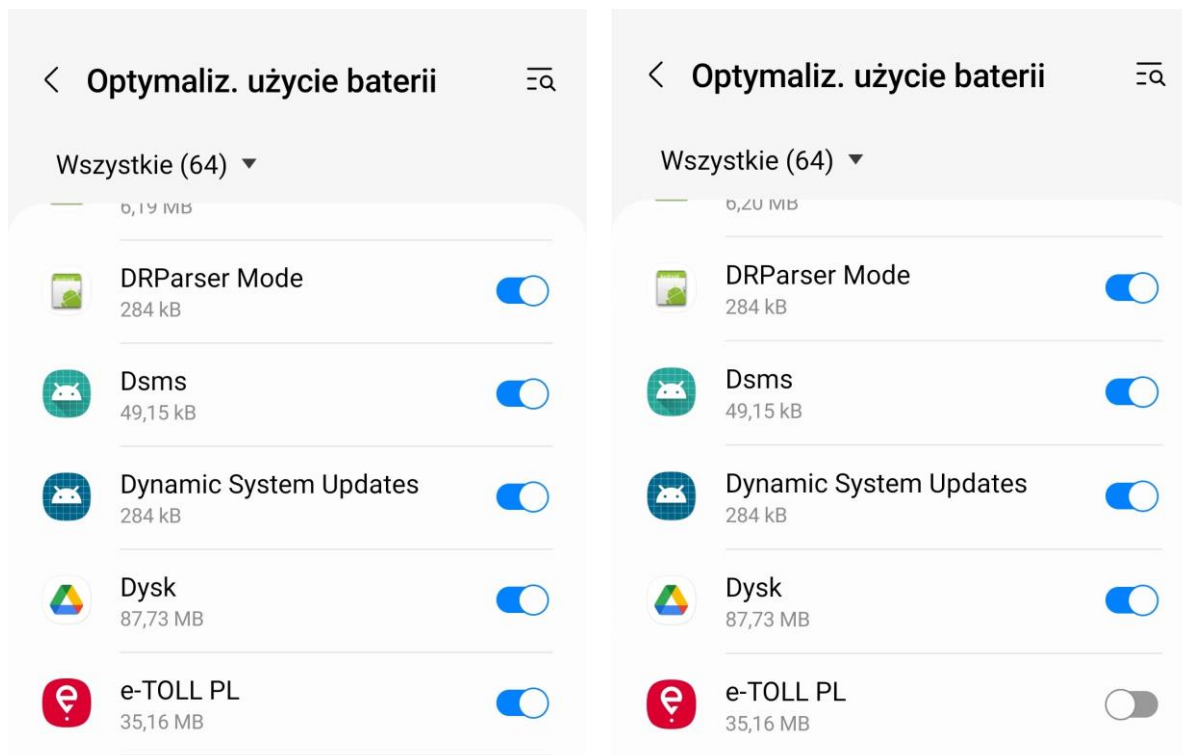 Optymaliz. użycie baterii
Wszystkie (64)
6,19 MB
DRParser Mode
284 kB
Dsms
49,15 kB
Dynamic System Updates
284 kB
Dysk
87,73 MB
e-TOLL PL
35,16 MB
Optymaliz. użycie baterii
Wszystkie (64)
6,20 MB
DRParser Mode
284 kB
Dsms
49,15 kB
Dynamic System Updates
284 kB
Dysk
87,73 MB
e-TOLL PL
35,16 MB